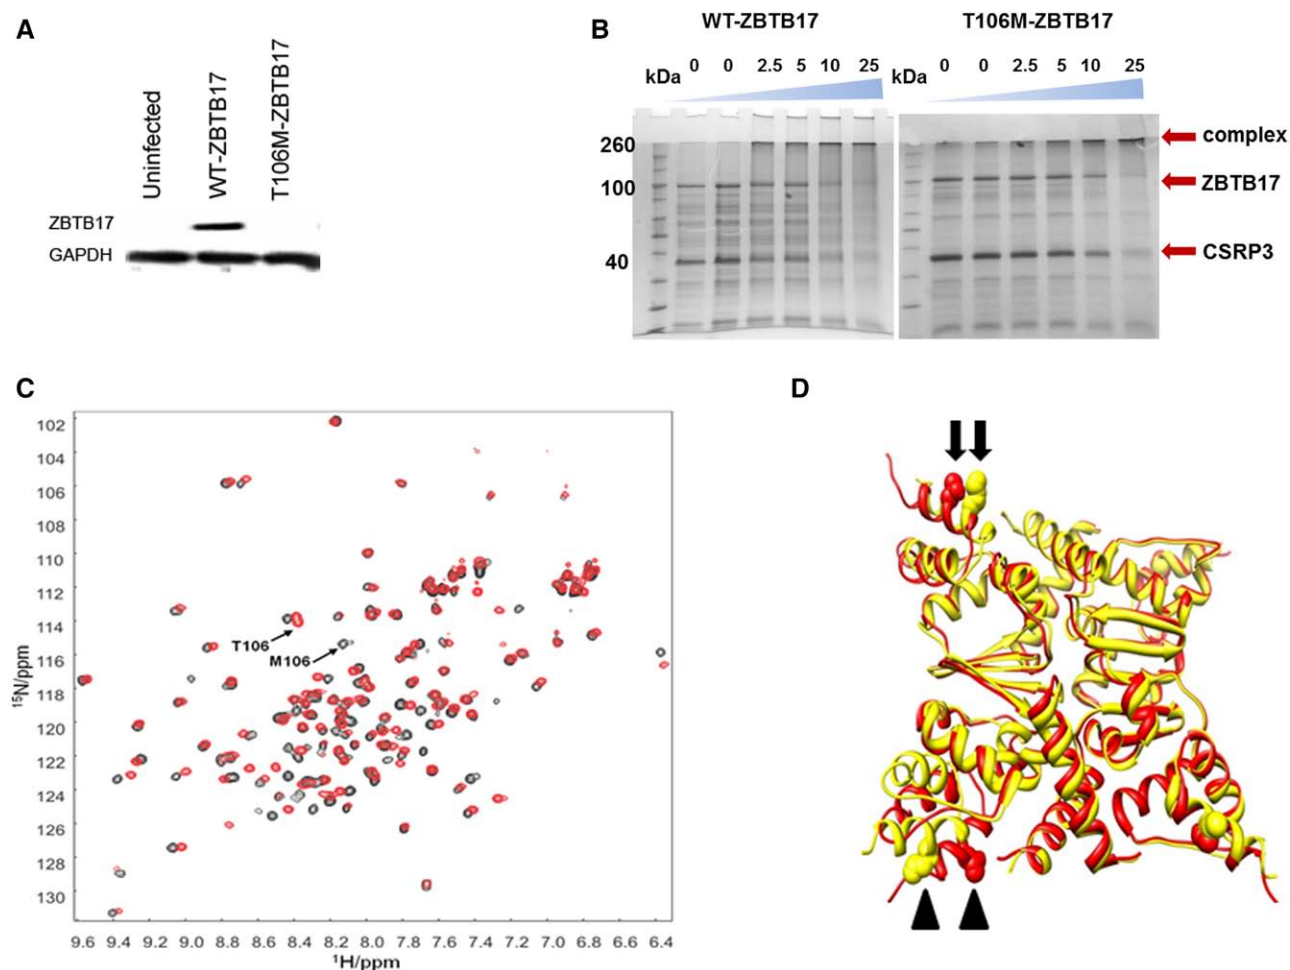 A
Uninfected
WT-ZBTB17
T106M-ZBTB17
ZBTB17
GAPDH
B
WT-ZBTB17
T106M-ZBTB17
kDa 0 0 2.5 5 10 25
kDa 0 0 2.5 5 10 25
260
100
40
complex
ZBTB17
CSRP3
C
102
104
106
108
110
112
114
116
118
120
122
124
126
128
130
15N/ppm
T106
M106
9.6 9.4 9.2 9.0 8.8 8.6 8.4 8.2 8.0 7.8 7.6 7.4 7.2 7.0 6.8 6.6 6.4
1H/ppm
D